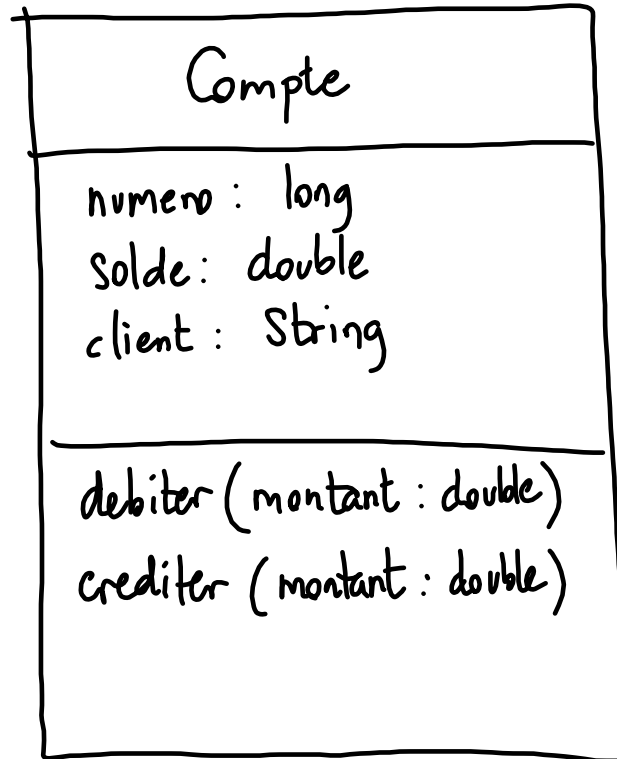 Compte
numero : long
solde : double
client : String
debiter (montant : double)
crediter (montant : double)